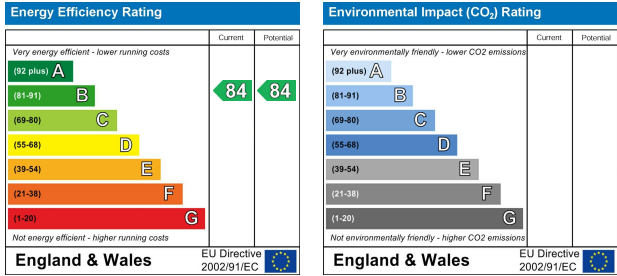 Energy Efficiency Rating
Current Potential
Very energy efficient - lower running costs
(92 plus) A
(81-91) B
84 84
(69-80) C
(55-68) D
(39-54) E
(21-38) F
(1-20) G
Not energy efficient - higher running costs
England & Wales
EU Directive
2002/91/EC
Environmental Impact (CO2) Rating
Current Potential
Very environmentally friendly - lower CO2 emissions
(92 plus) A
(81-91) B
(69-80) C
(55-68) D
(39-54) E
(21-38) F
(1-20) G
Not environmentally friendly - higher CO2 emissions
England & Wales
EU Directive
2002/91/EC